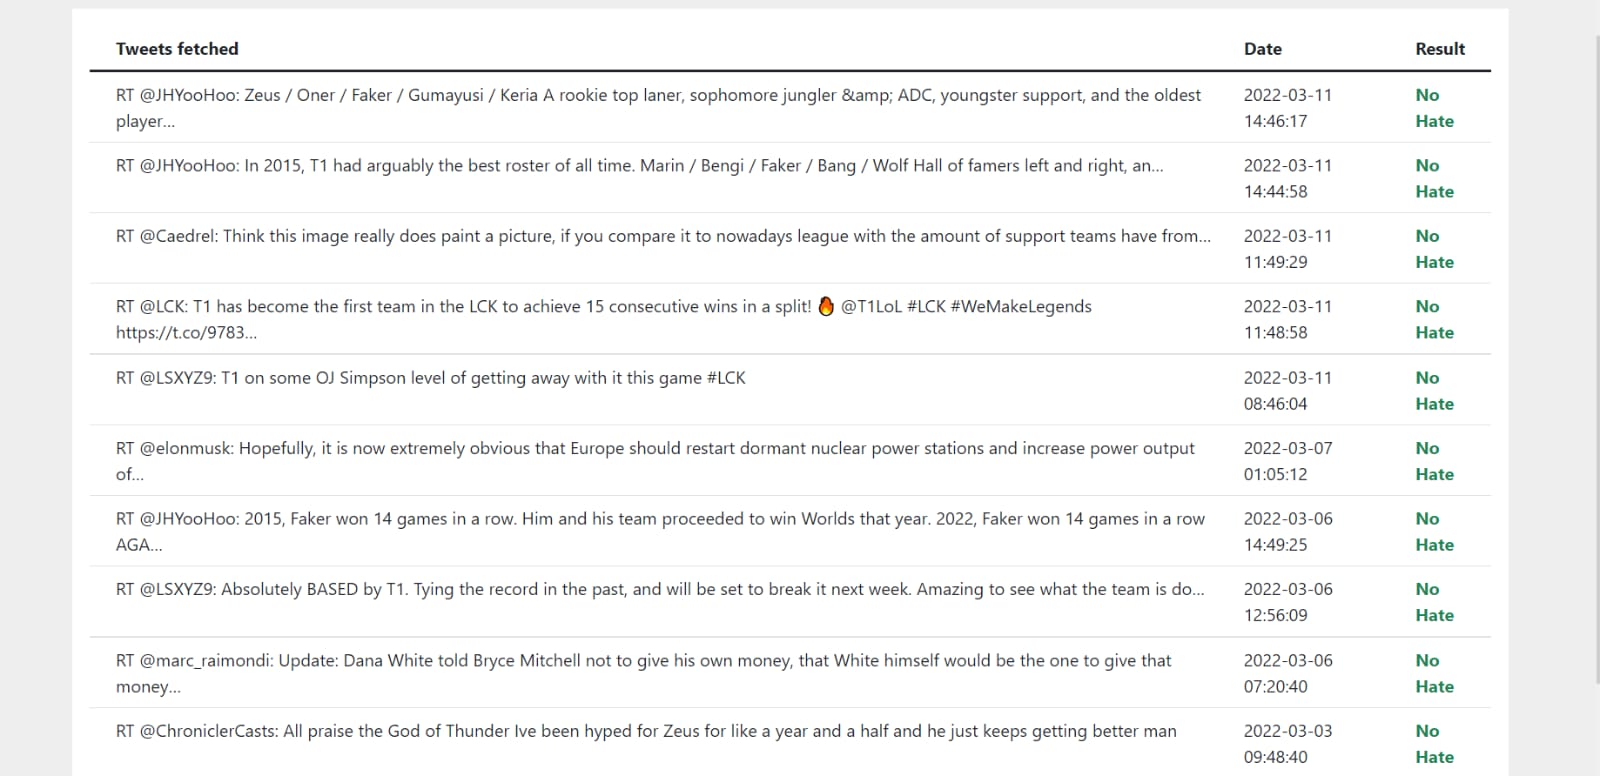 Tweets fetched Date Result
RT @JHYooHoo: Zeus / Oner / Faker / Gumayusi / Keria A rookie top laner, sophomore jungler &amp; ADC, youngster support, and the oldest 2022-03-11 No
player... 14:46:17 Hate
RT @JHYooHoo: In 2015, T1 had arguably the best roster of all time. Marin / Bengi / Faker / Bang / Wolf Hall of famers left and right, an... 2022-03-11 No
14:44:58 Hate
RT @Caedrel: Think this image really does paint a picture, if you compare it to nowadays league with the amount of support teams have from... 2022-03-11 No
11:49:29 Hate
RT @LCK: T1 has become the first team in the LCK to achieve 15 consecutive wins in a split! 🔥 @T1LoL #LCK #WeMakeLegends 2022-03-11 No
https://t.co/9783... 11:48:58 Hate
RT @LSXYZ9: T1 on some OJ Simpson level of getting away with it this game #LCK 2022-03-11 No
08:46:04 Hate
RT @elonmusk: Hopefully, it is now extremely obvious that Europe should restart dormant nuclear power stations and increase power output 2022-03-07 No
of... 01:05:12 Hate
RT @JHYooHoo: 2015, Faker won 14 games in a row. Him and his team proceeded to win Worlds that year. 2022, Faker won 14 games in a row 2022-03-06 No
AGA... 14:49:25 Hate
RT @LSXYZ9: Absolutely BASED by T1. Tying the record in the past, and will be set to break it next week. Amazing to see what the team is do... 2022-03-06 No
12:56:09 Hate
RT @marc_raimondi: Update: Dana White told Bryce Mitchell not to give his own money, that White himself would be the one to give that 2022-03-06 No
money... 07:20:40 Hate
RT @ChroniclerCasts: All praise the God of Thunder Ive been hyped for Zeus for like a year and a half and he just keeps getting better man 2022-03-03 No
09:48:40 Hate